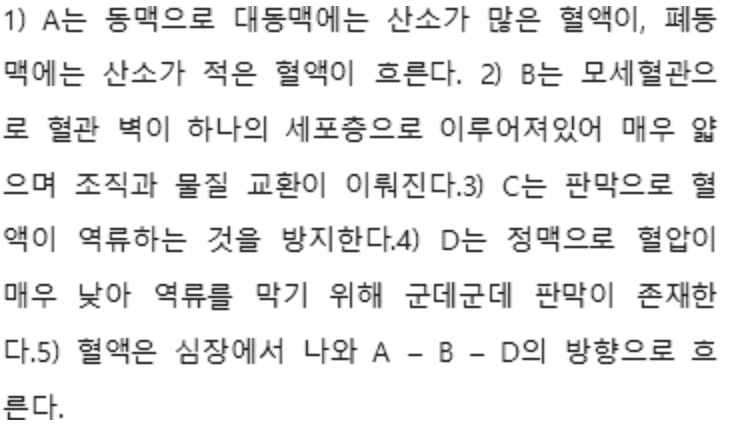 1) A는 동맥으로 대동맥에는 산소가 많은 혈액이, 폐동
맥에는 산소가 적은 혈액이 흐른다. 2) B는 모세혈관으
로 혈관 벽이 하나의 세포층으로 이루어져있어 매우 얇
으며 조직과 물질 교환이 이뤄진다.3) C는 판막으로 혈
액이 역류하는 것을 방지한다.4) D는 정맥으로 혈압이
매우 낮아 역류를 막기 위해 군데군데 판막이 존재한
다.5) 혈액은 심장에서 나와 A – B – D의 방향으로 흐
른다.